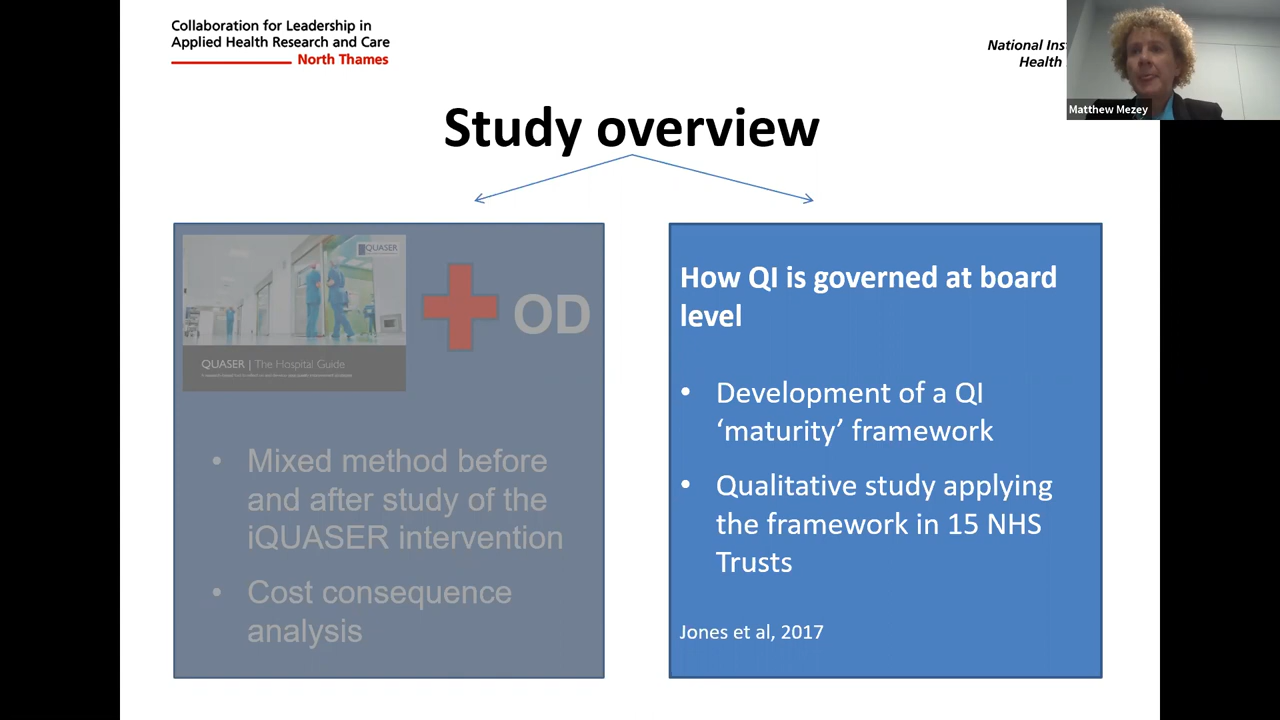 Collaboration for Leadership in
Applied Health Research and Care
North Thames
National Ins
Health
Matthew Mezey
Study overview
QUASER
OD
QUASER | The Hospital Guide
• Mixed method before
and after study of the
iQUASER intervention
• Cost consequence
analysis
How QI is governed at board
level
• Development of a QI
‘maturity’ framework
• Qualitative study applying
the framework in 15 NHS
Trusts
Jones et al, 2017